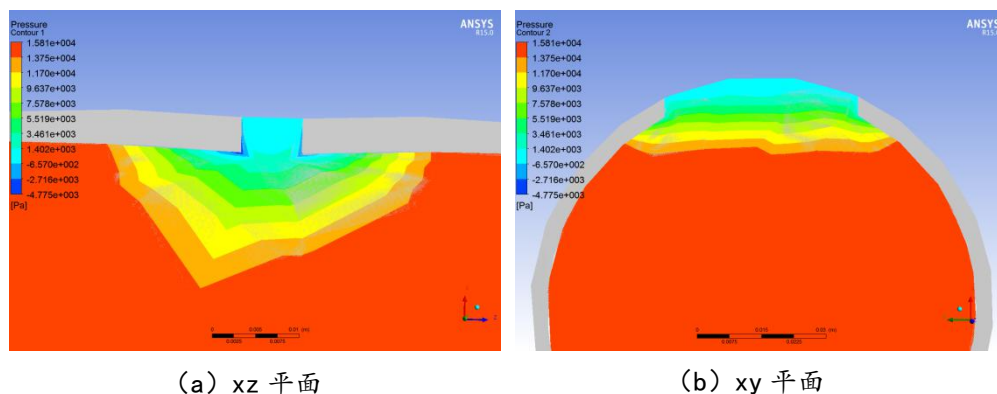 Pressure
Contour 1
1.581e+004
1.375e+004
1.170e+004
9.637e+003
7.578e+003
5.519e+003
3.461e+003
1.402e+003
-6.570e+002
-2.716e+003
-4.775e+003
[Pa]
ANSYS
R15.0
0
0.005
0.01 (m)
0.0025
0.0075
Z
Pressure
Contour 2
1.581e+004
1.375e+004
1.170e+004
9.637e+003
7.578e+003
5.519e+003
3.461e+003
1.402e+003
-6.570e+002
-2.716e+003
-4.775e+003
[Pa]
ANSYS
R15.0
0
0.015
0.03 (m)
0.0075
0.0225
(a) xz 平面
(b) xy 平面